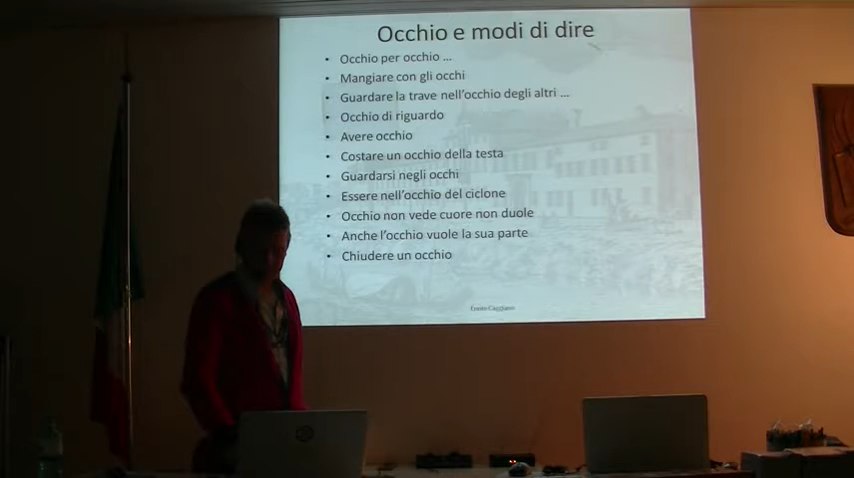 Occhio e modi di dire
• Occhio per occhio ...
• Mangiare con gli occhi
• Guardare la trave nell'occhio degli altri ...
• Occhio di riguardo
• Avere occhio
• Costare un occhio della testa
• Guardarsi negli occhi
• Essere nell'occhio del ciclone
• Occhio non vede cuore non duole
• Anche l'occhio vuole la sua parte
• Chiudere un occhio